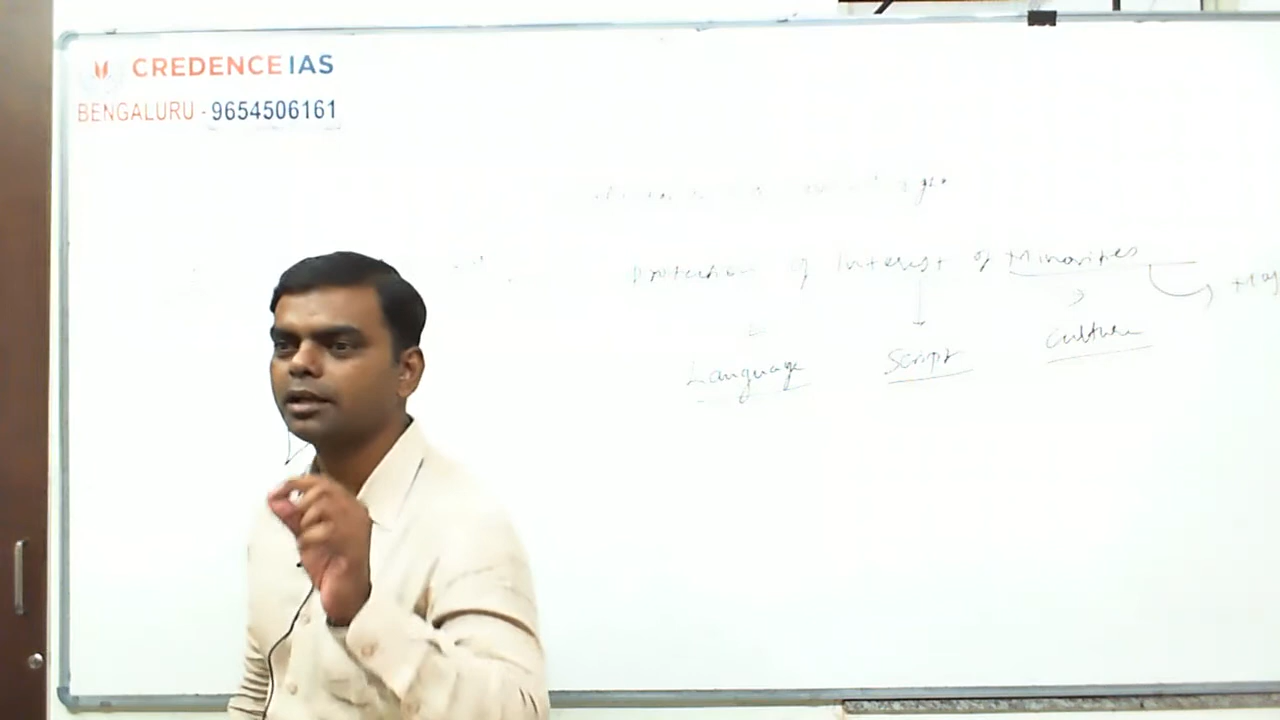 CREDENCE IAS
BENGALURU - 9654506161
Protection of Interest of Minorities
Language Script Culture